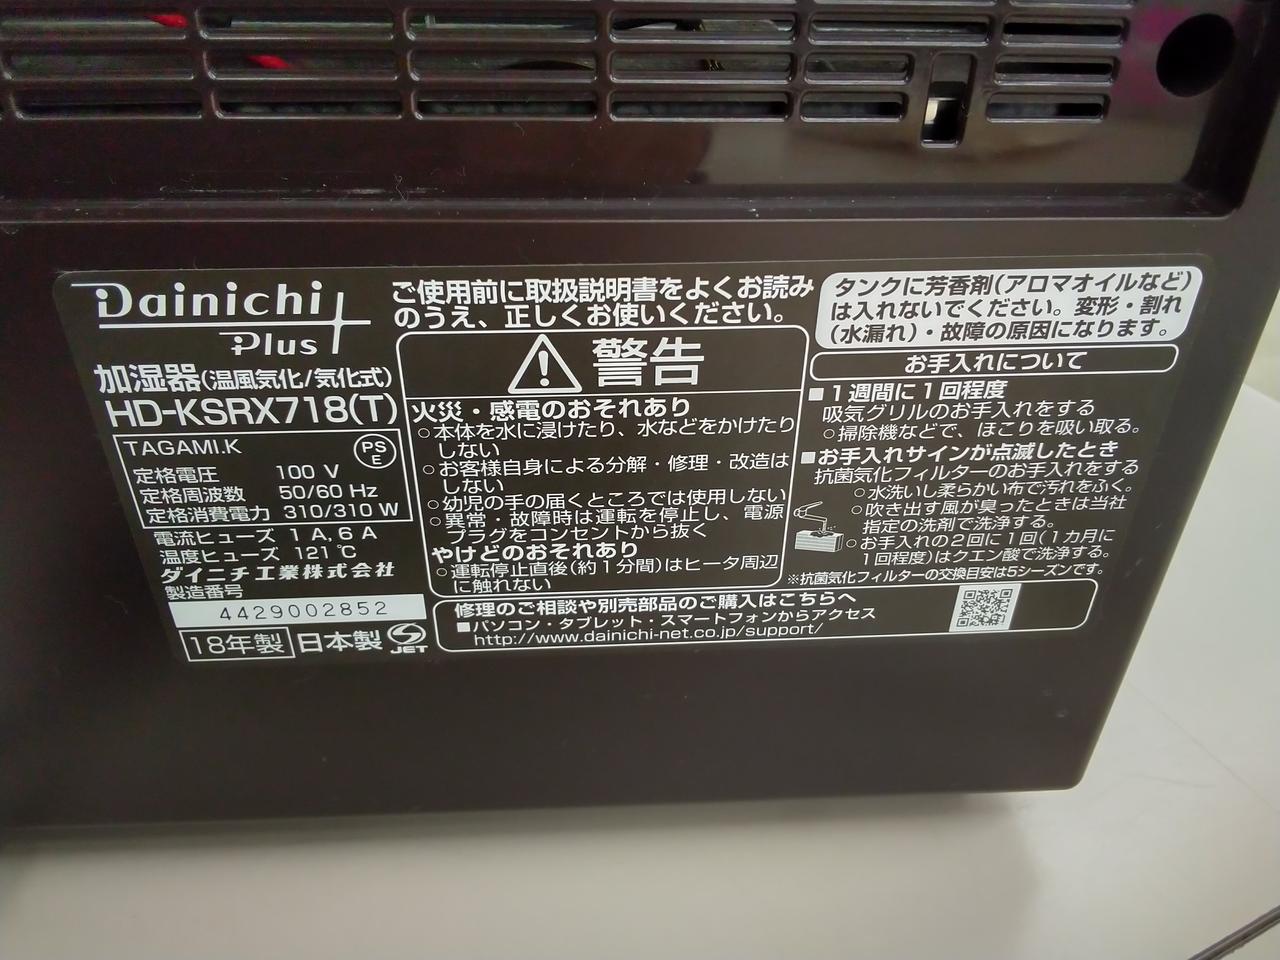 Dainichi
Plus
加湿器(温風気化/気化式)
HD-KSRX718(T)
TAGAMI.K
PS
E
定格電圧 100 V
定格周波数 50/60 Hz
定格消費電力 310/310 W
電流ヒューズ 1 A, 6 A
温度ヒューズ 121 ℃
ダイニチ工業株式会社
製造番号
4429002852
18年製 日本製 JET
ご使用前に取扱説明書をよくお読み
のうえ、正しくお使いください。
警告
火災・感電のおそれあり
○本体を水に浸けたり、水などをかけたり
しない
○お客様自身による分解・修理・改造は
しない
○幼児の手の届くところでは使用しない
○異常・故障時は運転を停止し、電源
プラグをコンセントから抜く
やけどのおそれあり
○運転停止直後(約1分間)はヒータ周辺
に触れない
タンクに芳香剤(アロマオイルなど)
は入れないでください。変形・割れ
(水漏れ)・故障の原因になります。
お手入れについて
■1週間に1回程度
吸気グリルのお手入れをする
○掃除機などで、ほこりを吸い取る。
■お手入れサインが点滅したとき
抗菌気化フィルターのお手入れをする
○水洗いし柔らかい布で汚れをふく。
○吹き出す風が臭ったときは当社
指定の洗剤で洗浄する。
○お手入れの2回に1回(1カ月に
1回程度)はクエン酸で洗浄する。
※抗菌気化フィルターの交換目安は5シーズンです。
修理のご相談や別売部品のご購入はこちらへ
■パソコン・タブレット・スマートフォンからアクセス
http://www.dainichi-net.co.jp/support/